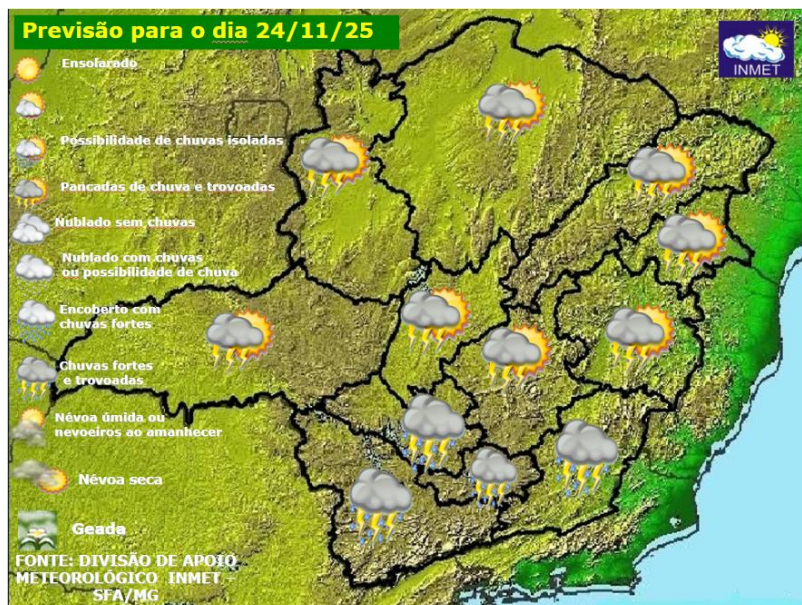 Previsão para o dia 24/11/25
INMET
Ensolarado
Possibilidade de chuvas isoladas
Pancadas de chuva e trovoadas
Nublado sem chuvas
Nublado com chuvas
ou possibilidade de chuva
Encoberto com
chuvas fortes
Chuvas fortes
e trovoadas
Névoa úmida ou
nevoeiros ao amanhecer
Névoa seca
Geada
FONTE: DIVISÃO DE APOIO
METEOROLÓGICO INMET -
SFA/MG